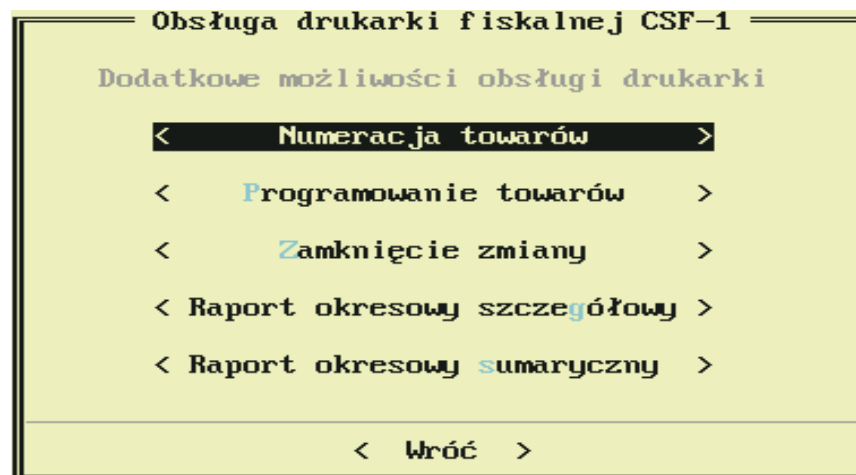 Obsługa drukarki fiskalnej CSF-1
Dodatkowe możliwości obsługi drukarki
< Numeracja towarów >
< Programowanie towarów >
< Zamknięcie zmiany >
< Raport okresowy szczegółowy >
< Raport okresowy sumaryczny >
< Wróć >